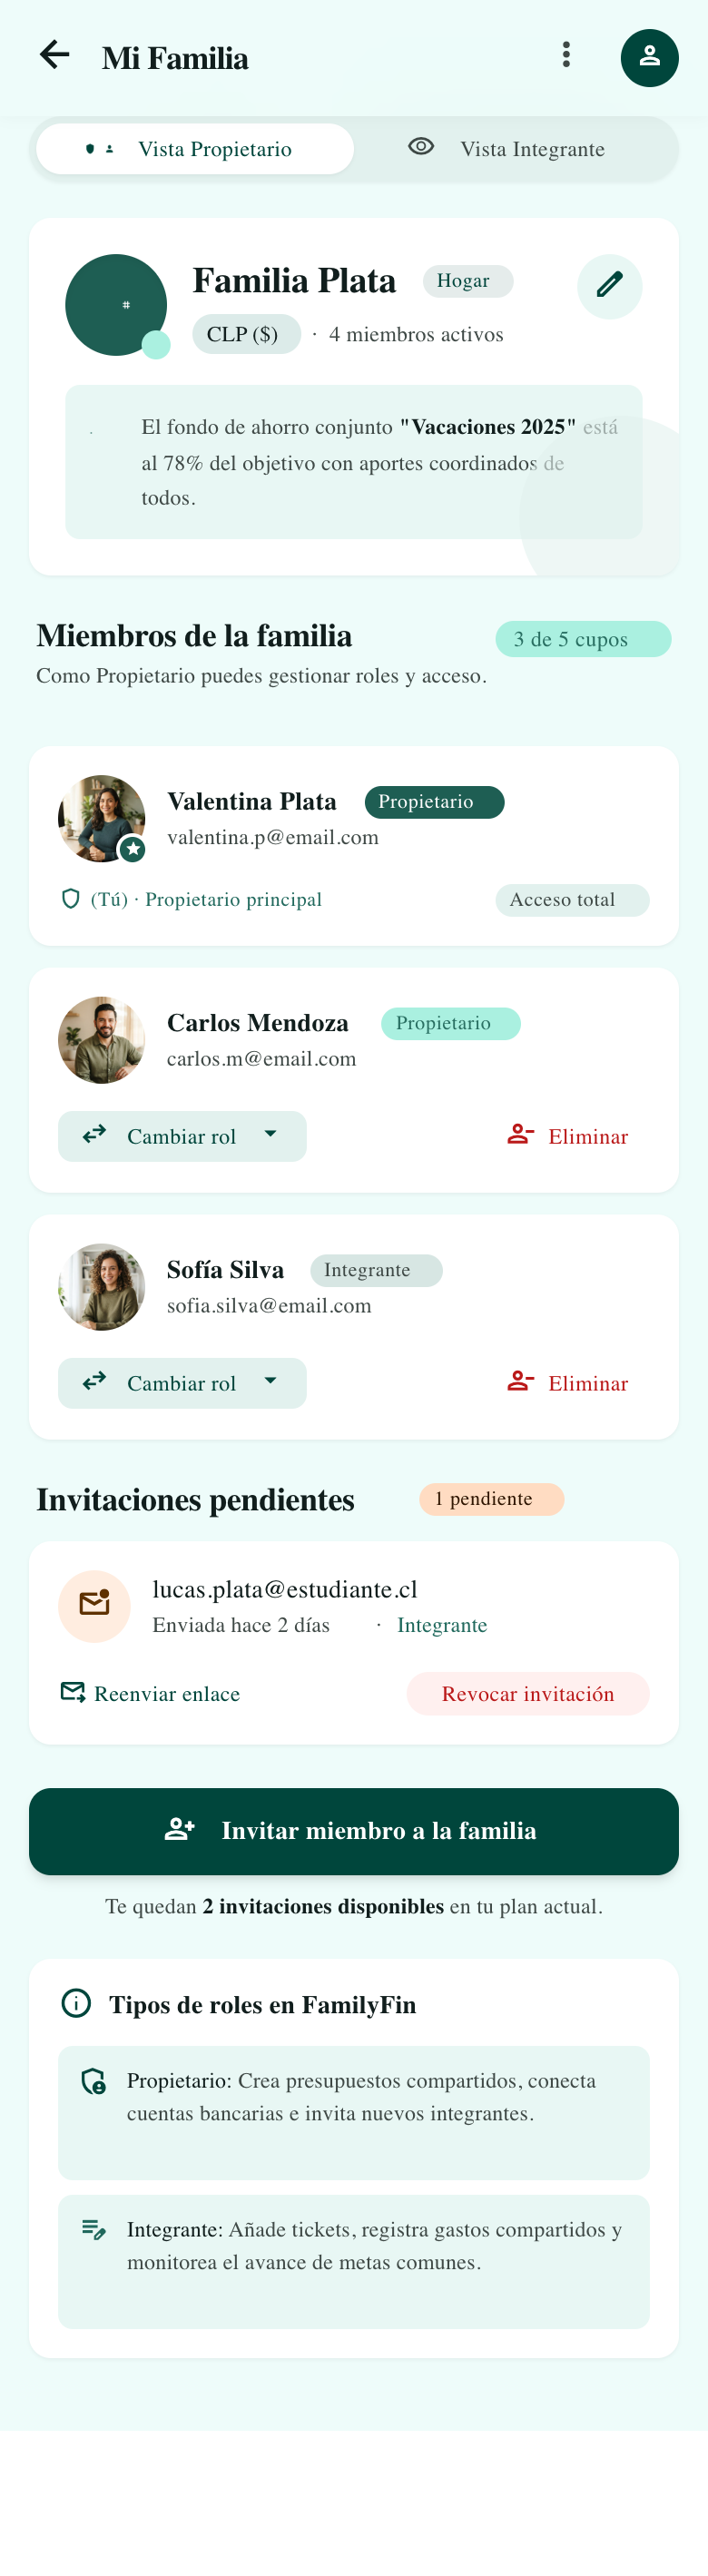 Mi Familia
Vista Propietario
Vista Integrante
Familia Plata
Hogar
CLP ($) · 4 miembros activos
El fondo de ahorro conjunto "Vacaciones 2025" está
al 78% del objetivo con aportes coordinados de
todos.
Miembros de la familia
3 de 5 cupos
Como Propietario puedes gestionar roles y acceso.
Valentina Plata
Propietario
valentina.p@email.com
(Tú) · Propietario principal
Acceso total
Carlos Mendoza
Propietario
carlos.m@email.com
Cambiar rol
Eliminar
Sofía Silva
Integrante
sofia.silva@email.com
Cambiar rol
Eliminar
Invitaciones pendientes
1 pendiente
lucas.plata@estudiante.cl
Enviada hace 2 días · Integrante
Reenviar enlace
Revocar invitación
Invitar miembro a la familia
Te quedan 2 invitaciones disponibles en tu plan actual.
Tipos de roles en FamilyFin
Propietario: Crea presupuestos compartidos, conecta
cuentas bancarias e invita nuevos integrantes.
Integrante: Añade tickets, registra gastos compartidos y
monitorea el avance de metas comunes.